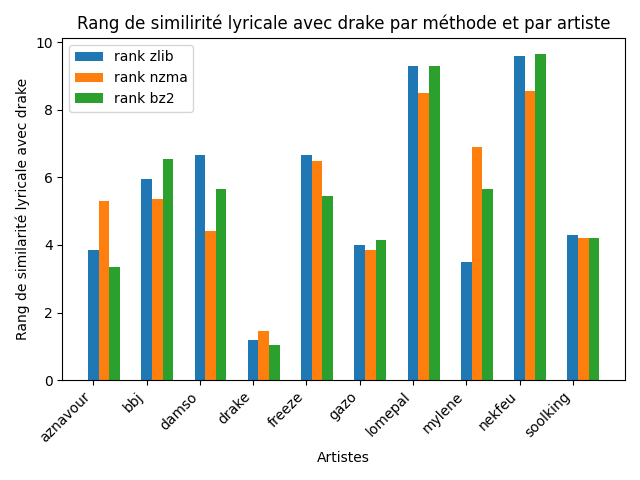 Rang de similirité lyricale avec drake par méthode et par artiste
rank zlib
rank nzma
rank bz2
Rang de similarité lyricale avec drake
10
8
6
4
2
0
aznavour
bbj
damso
drake
freeze
gazo
lomepal
mylene
nekfeu
soolking
Artistes